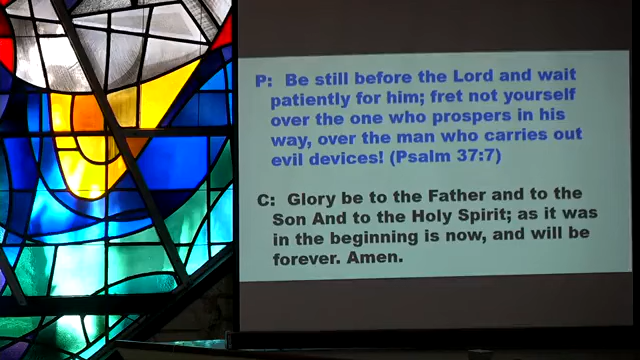 P: Be still before the Lord and wait
patiently for him; fret not yourself
over the one who prospers in his
way, over the man who carries out
evil devices! (Psalm 37:7)
C: Glory be to the Father and to the
Son And to the Holy Spirit; as it was
in the beginning is now, and will be
forever. Amen.